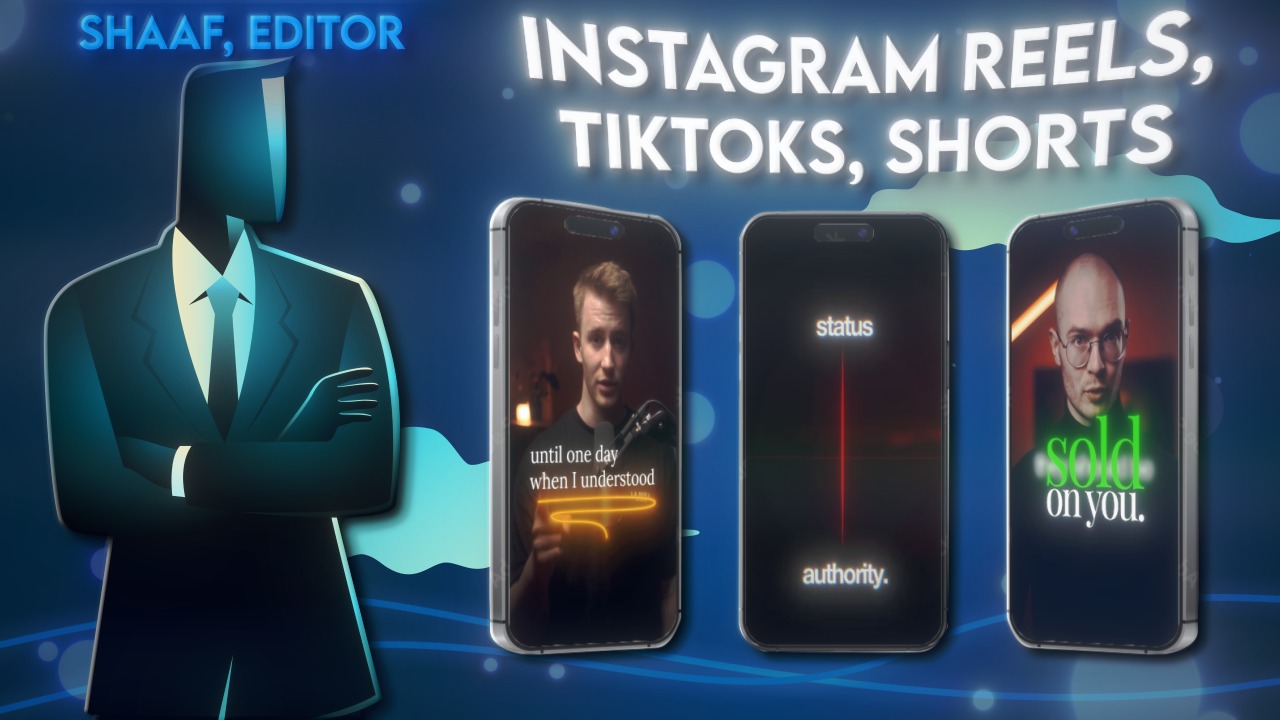 SHAAF, EDITOR
INSTAGRAM REELS,
TIKTOKS, SHORTS
until one day
when I understood
status
authority.
sold
on you.